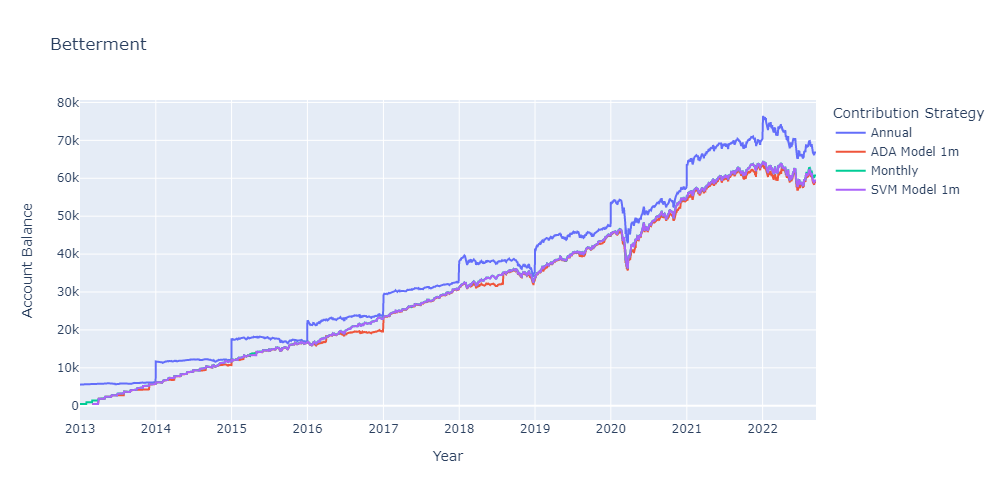 Betterment
80k
70k
60k
50k
40k
30k
20k
10k
0
Account Balance
2013 2014 2015 2016 2017 2018 2019 2020 2021 2022
Year
Contribution Strategy
Annual
ADA Model 1m
Monthly
SVM Model 1m